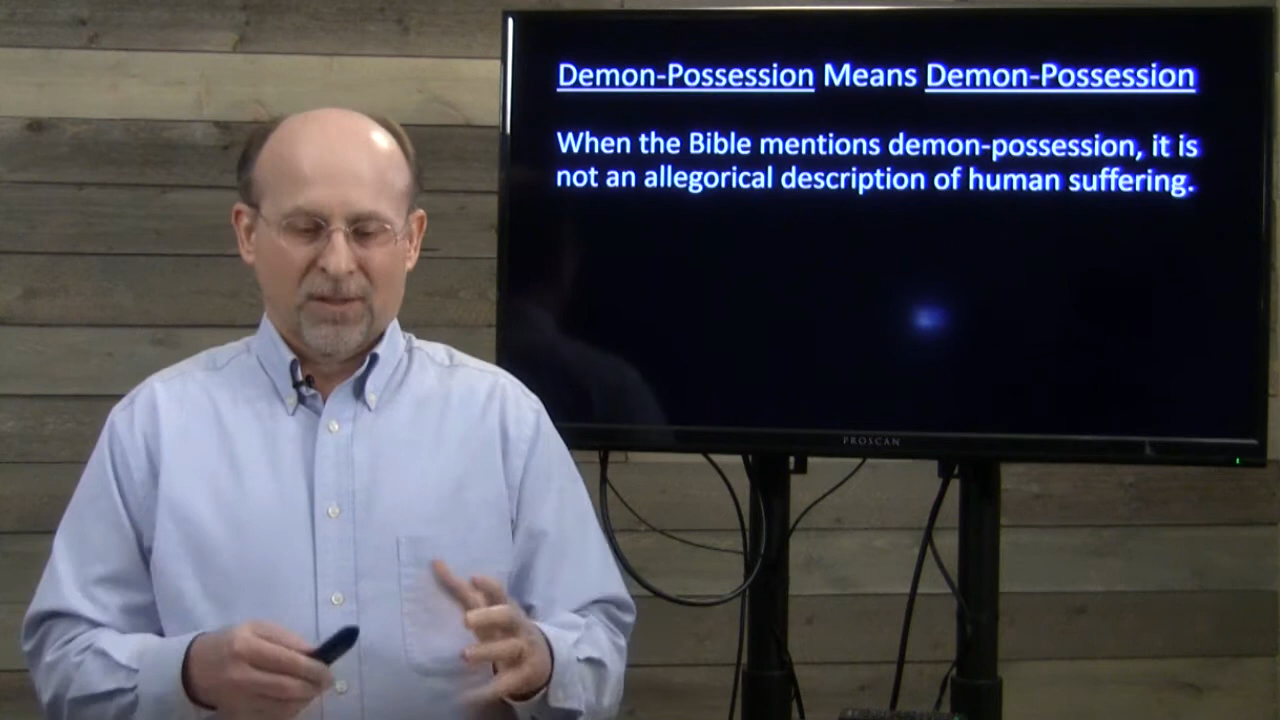 Demon-Possession Means Demon-Possession
When the Bible mentions demon-possession, it is
not an allegorical description of human suffering.
PROSCAN